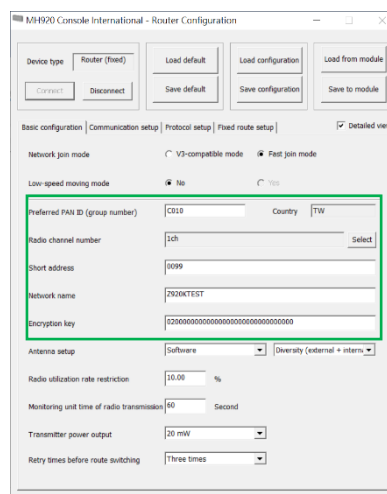 MH920 Console International - Router Configuration
Device type Router (fixed) Load default Load configuration Load from module
Connect Disconnect Save default Save configuration Save to module
Basic configuration Communication setup Protocol setup Fixed route setup Detailed vie
Network join mode V3-compatible mode Fast join mode
Low-speed moving mode No Yes
Preferred PAN ID (group number) C010 Country TW
Radio channel number 1ch Select
Short address 0099
Network name Z920KTEST
Encryption key
Antenna setup Software Diversity (external + intern
Radio utilization rate restriction 10.00 %
Monitoring unit time of radio transmission 60 Second
Transmitter power output 20 mW
Retry times before route switching Three times